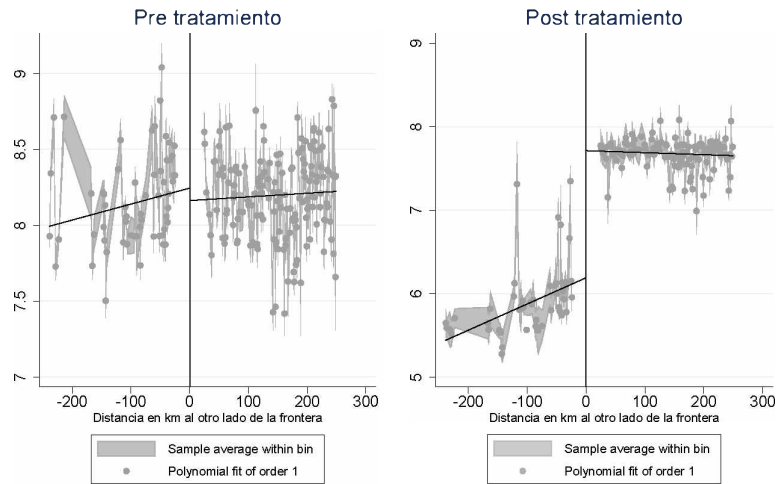 Pre tratamiento
9
8.5
8
7.5
7
-200 -100 0 100 200 300
Distancia en km al otro lado de la frontera
Sample average within bin
Polynomial fit of order 1
Post tratamiento
9
8
7
6
5
-200 -100 0 100 200 300
Distancia en km al otro lado de la frontera
Sample average within bin
Polynomial fit of order 1